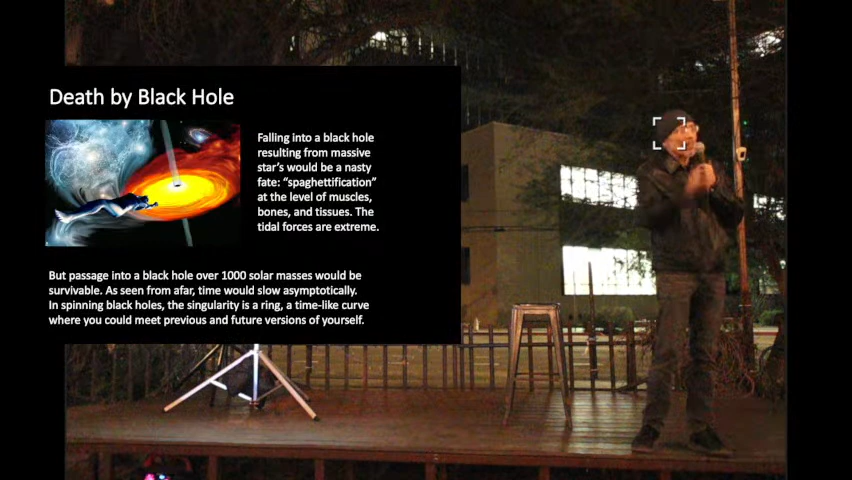 Death by Black Hole
Falling into a black hole
resulting from massive
star's would be a nasty
fate: “spaghettification”
at the level of muscles,
bones, and tissues. The
tidal forces are extreme.
But passage into a black hole over 1000 solar masses would be
survivable. As seen from afar, time would slow asymptotically.
In spinning black holes, the singularity is a ring, a time-like curve
where you could meet previous and future versions of yourself.